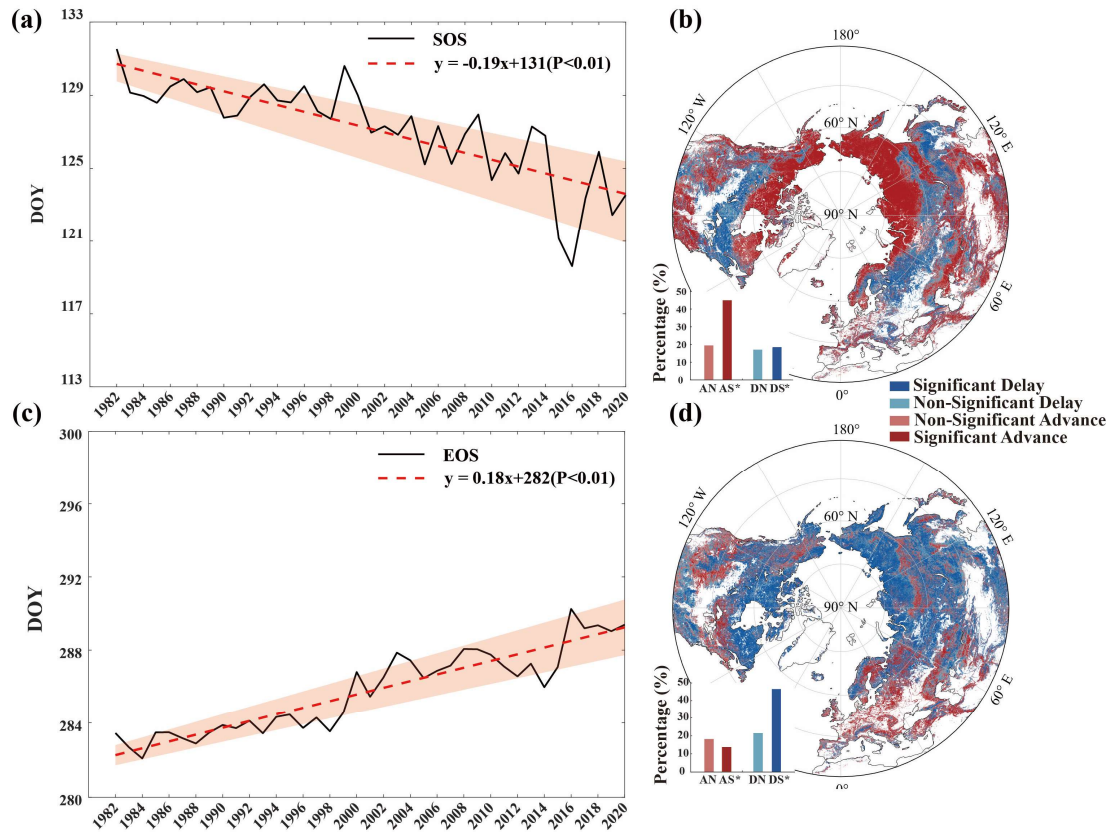 (a)
133
129
125
121
117
113
DOY
SOS
y = -0.19x+131(P<0.01)
1982 1984 1986 1988 1990 1992 1994 1996 1998 2000 2002 2004 2006 2008 2010 2012 2014 2016 2018 2020
(b)
180°
120° W
120° E
60° N
90° N
60° E
0°
Percentage (%)
50
40
30
20
10
0
AN AS* DN DS*
Significant Delay
Non-Significant Delay
Non-Significant Advance
Significant Advance
(c)
300
296
292
288
284
280
DOY
EOS
y = 0.18x+282(P<0.01)
1982 1984 1986 1988 1990 1992 1994 1996 1998 2000 2002 2004 2006 2008 2010 2012 2014 2016 2018 2020
(d)
180°
120° W
120° E
60° N
90° N
60° E
0°
Percentage (%)
50
40
30
20
10
0
AN AS* DN DS*